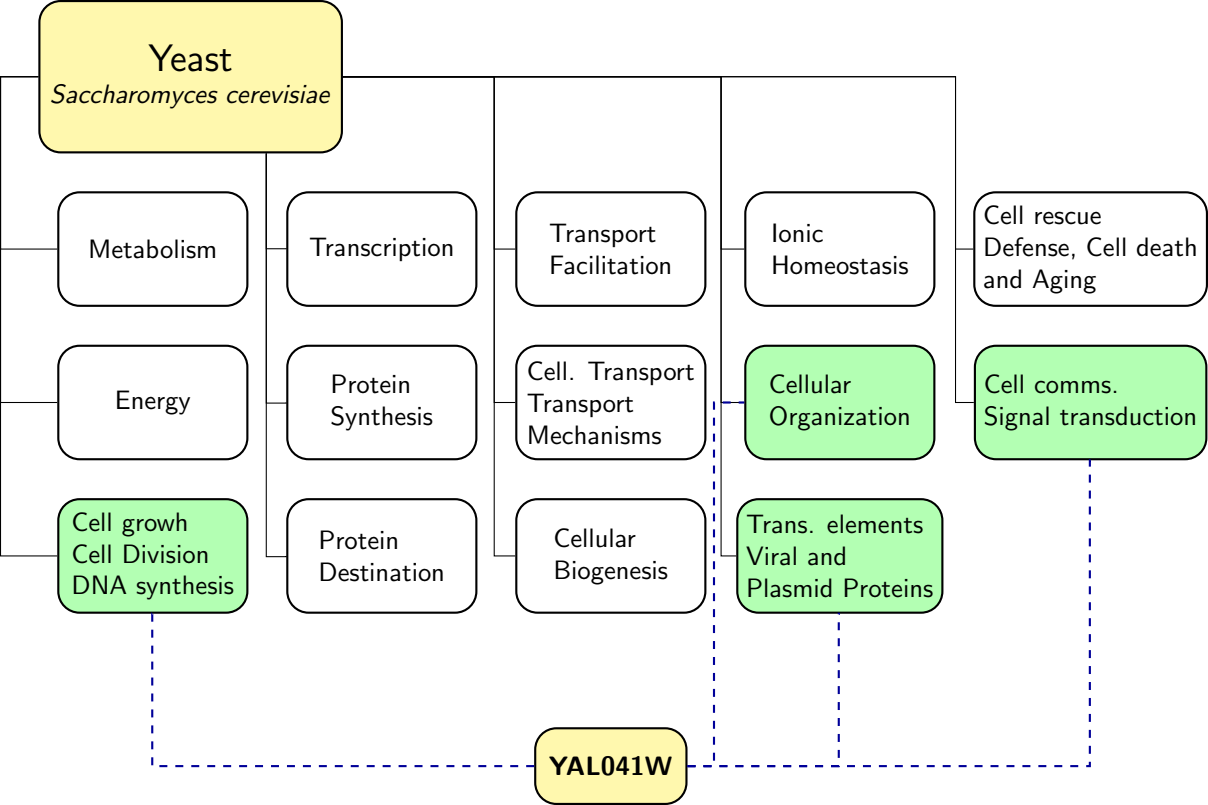 Yeast
Saccharomyces cerevisiae
Metabolism
Transcription
Transport
Facilitation
Ionic
Homeostasis
Cell rescue
Defense, Cell death
and Aging
Energy
Protein
Synthesis
Cell. Transport
Transport
Mechanisms
Cellular
Organization
Cell comms.
Signal transduction
Cell growh
Cell Division
DNA synthesis
Protein
Destination
Cellular
Biogenesis
Trans. elements
Viral and
Plasmid Proteins
YAL041W